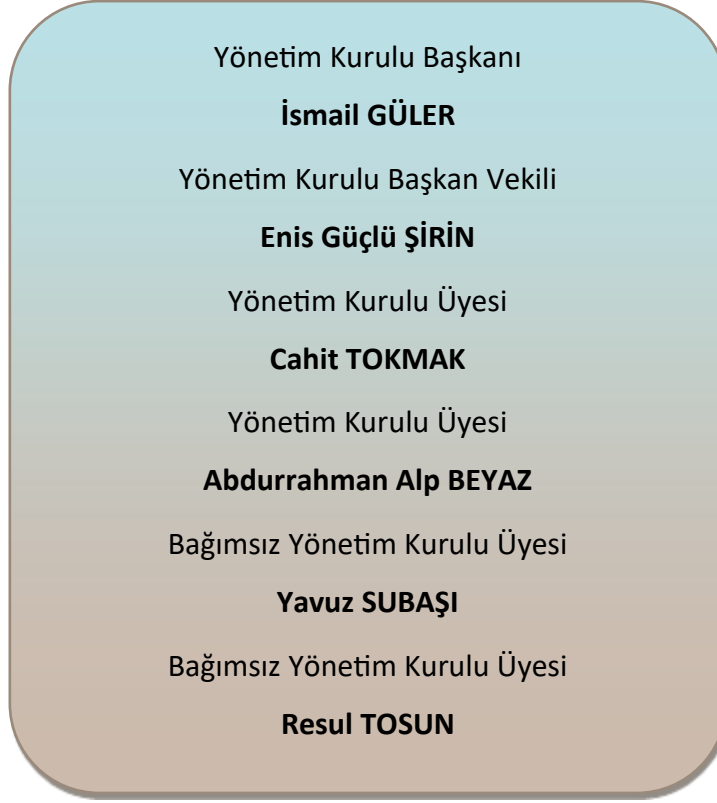 Yönetim Kurulu Başkanı
İsmail GÜLER
Yönetim Kurulu Başkan Vekili
Enis Güçlü ŞİRİN
Yönetim Kurulu Üyesi
Cahit TOKMAK
Yönetim Kurulu Üyesi
Abdurrahman Alp BEYAZ
Bağımsız Yönetim Kurulu Üyesi
Yavuz SUBAŞI
Bağımsız Yönetim Kurulu Üyesi
Resul TOSUN